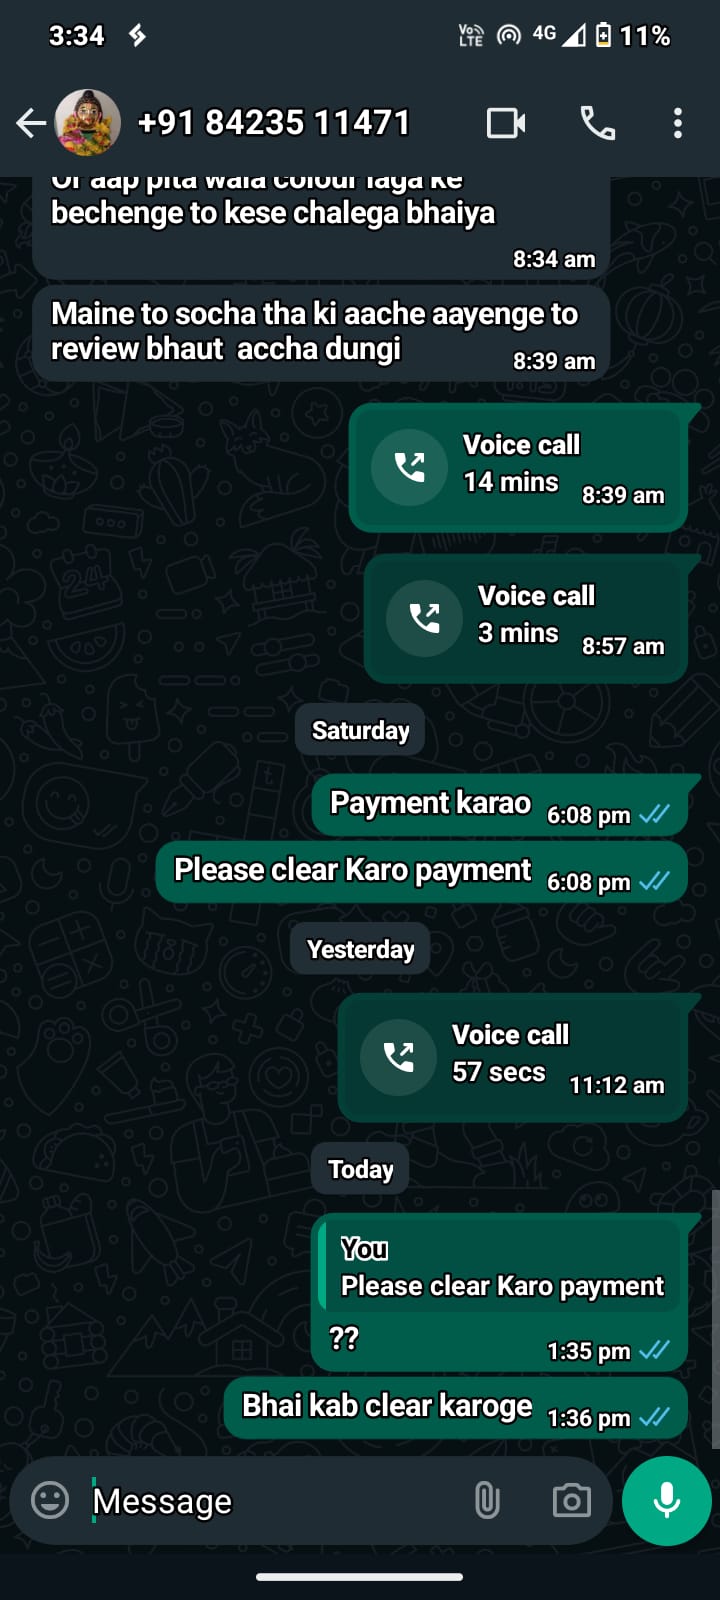 3:34
Vo LTE 4G 11%
+91 84235 11471
Or aap pita wala colour laga ke
bechenge to kese chalega bhaiya
8:34 am
Maine to socha tha ki aache aayenge to
review bhaut accha dungi
8:39 am
Voice call
14 mins 8:39 am
Voice call
3 mins 8:57 am
Saturday
Payment karao 6:08 pm
Please clear Karo payment 6:08 pm
Yesterday
Voice call
57 secs 11:12 am
Today
You
Please clear Karo payment
??
1:35 pm
Bhai kab clear karoge 1:36 pm
Message